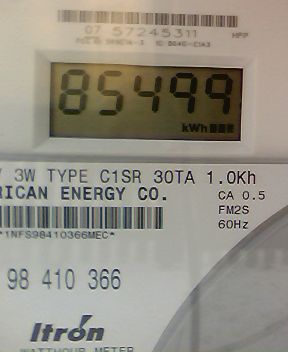 07 57245311 HPP
85499
kWh
V 3W TYPE C1SR 30TA 1.0Kh
RICAN ENERGY CO. CA 0.5
FM2S
*1NFS98410366MEC* 60Hz
98 410 366
Itron
WATTHOUR METER